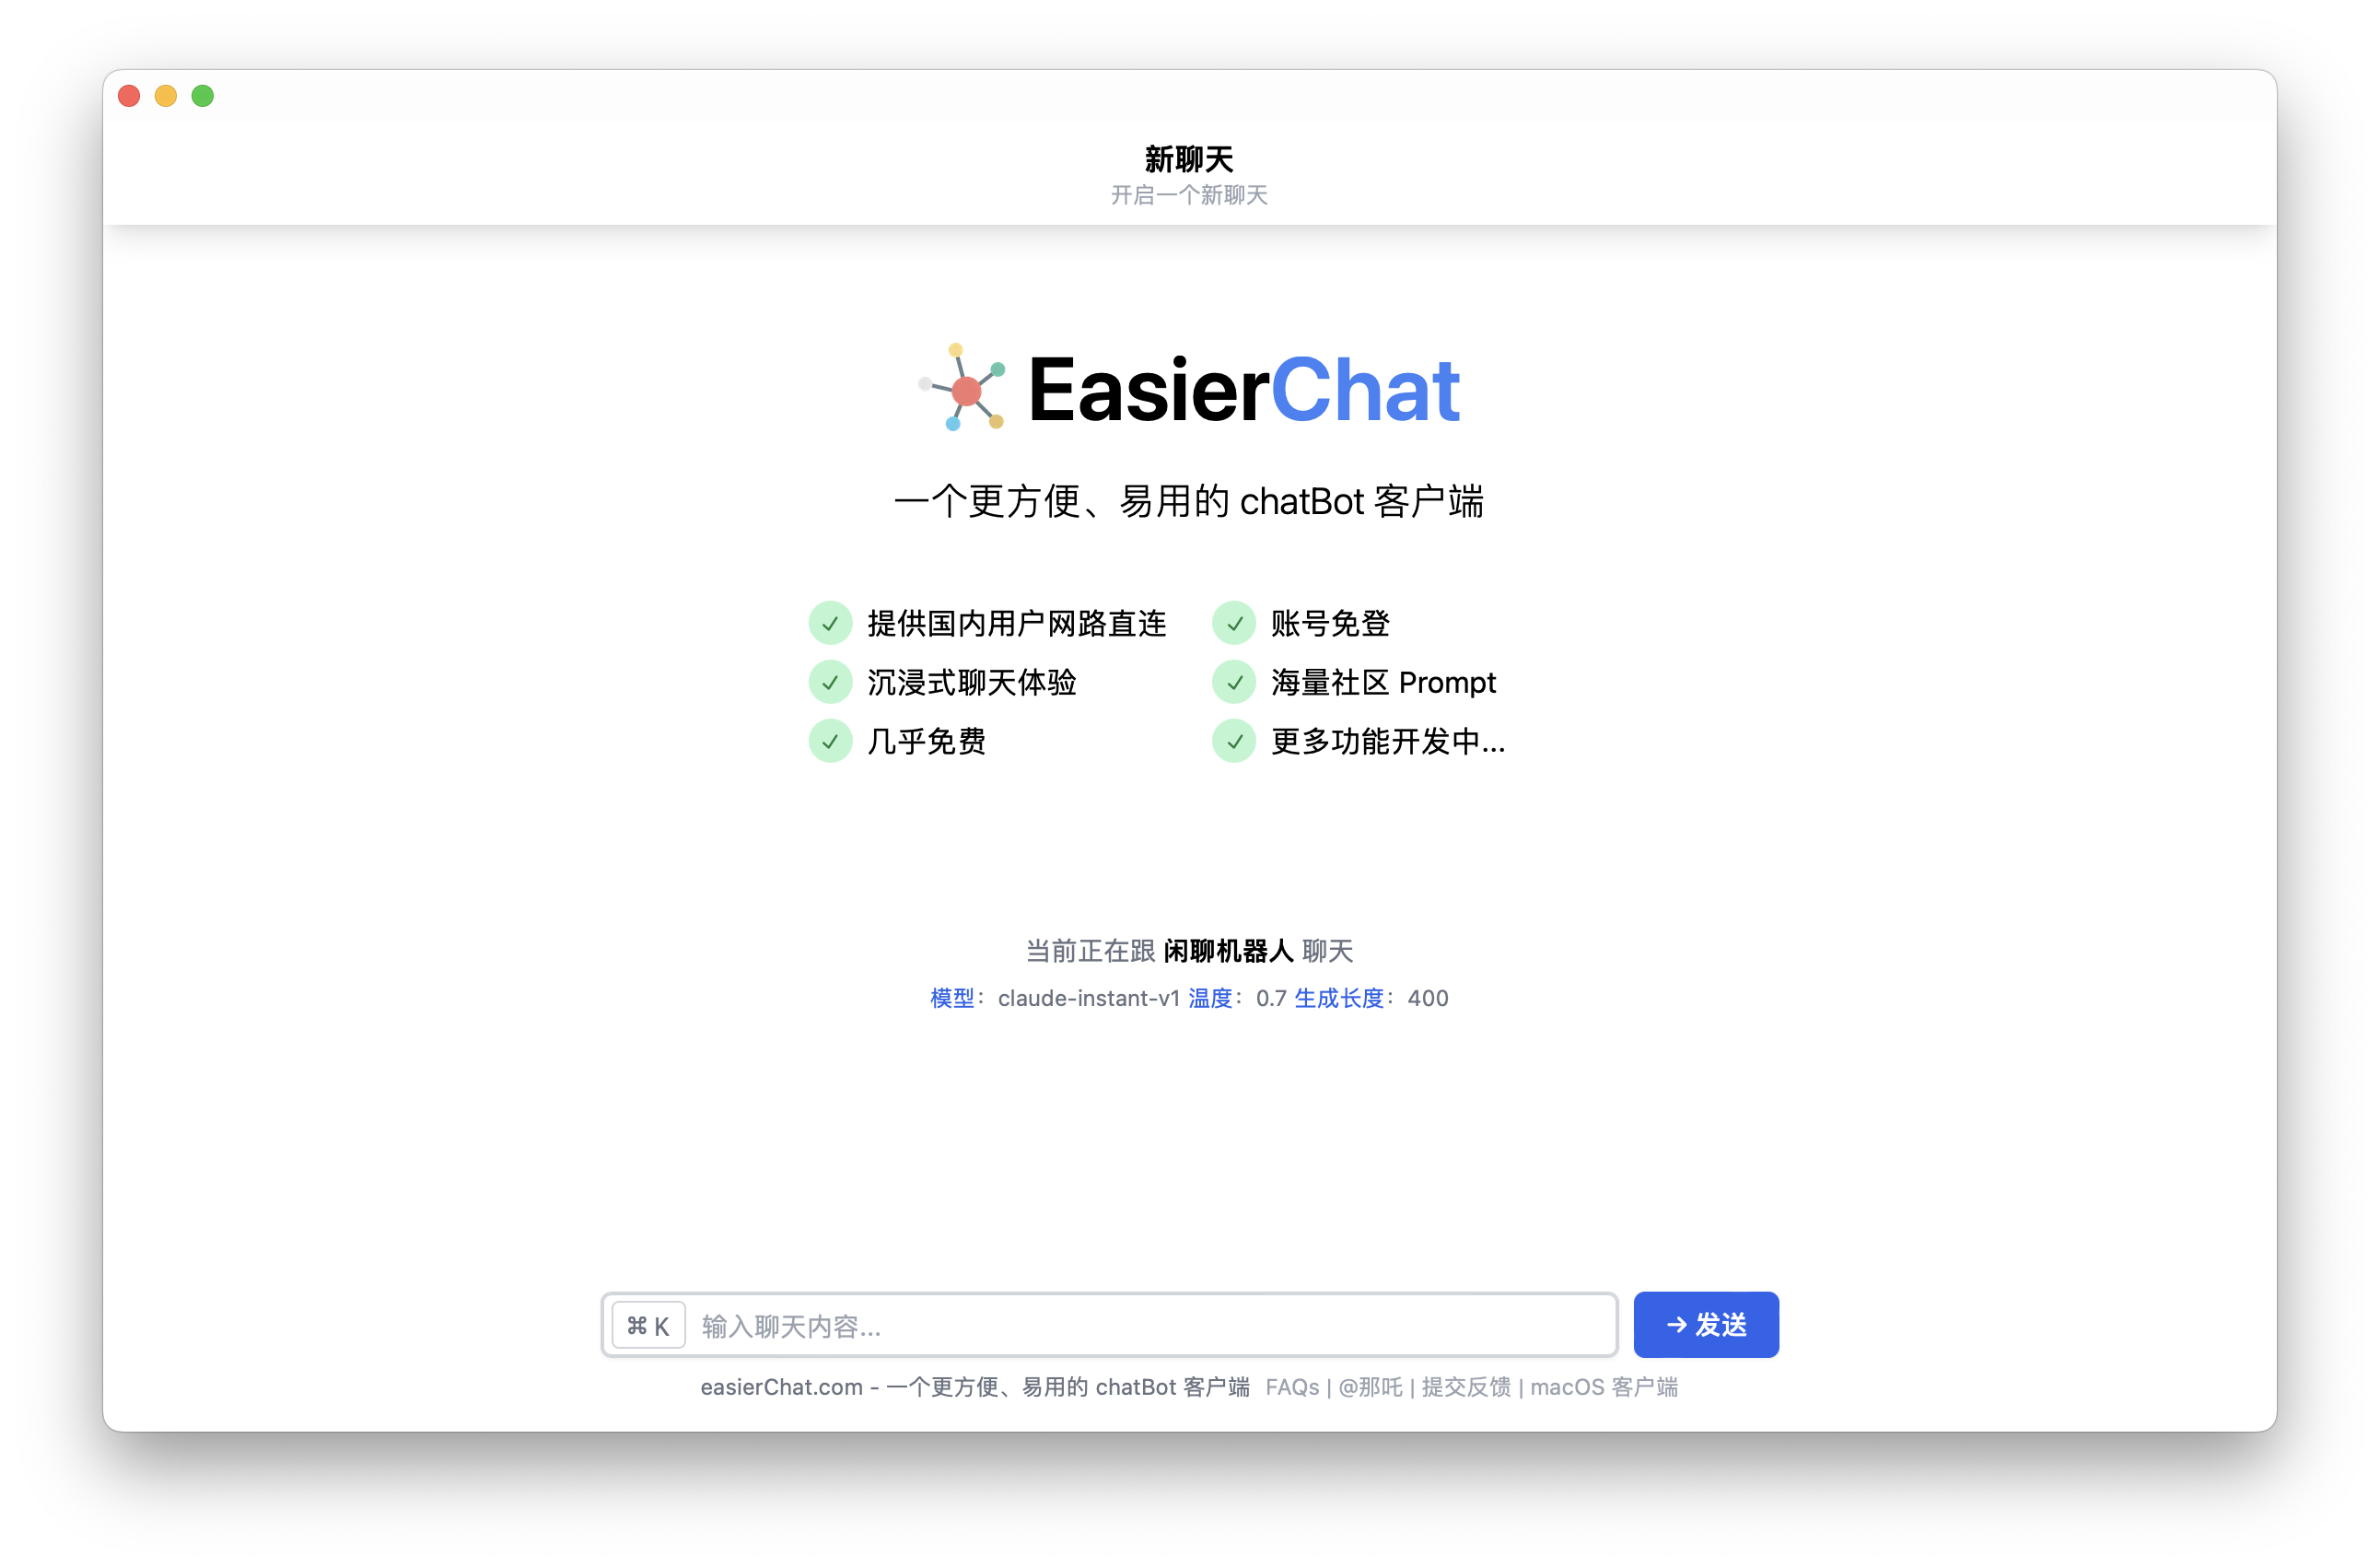 新聊天
开启一个新聊天
EasierChat
一个更方便、易用的 chatBot 客户端
提供国内用户网路直连
账号免登
沉浸式聊天体验
海量社区 Prompt
几乎免费
更多功能开发中...
当前正在跟 闲聊机器人 聊天
模型：claude-instant-v1 温度：0.7 生成长度：400
⌘ K 输入聊天内容...
→ 发送
easierChat.com - 一个更方便、易用的 chatBot 客户端 FAQs | @那吒 | 提交反馈 | macOS 客户端